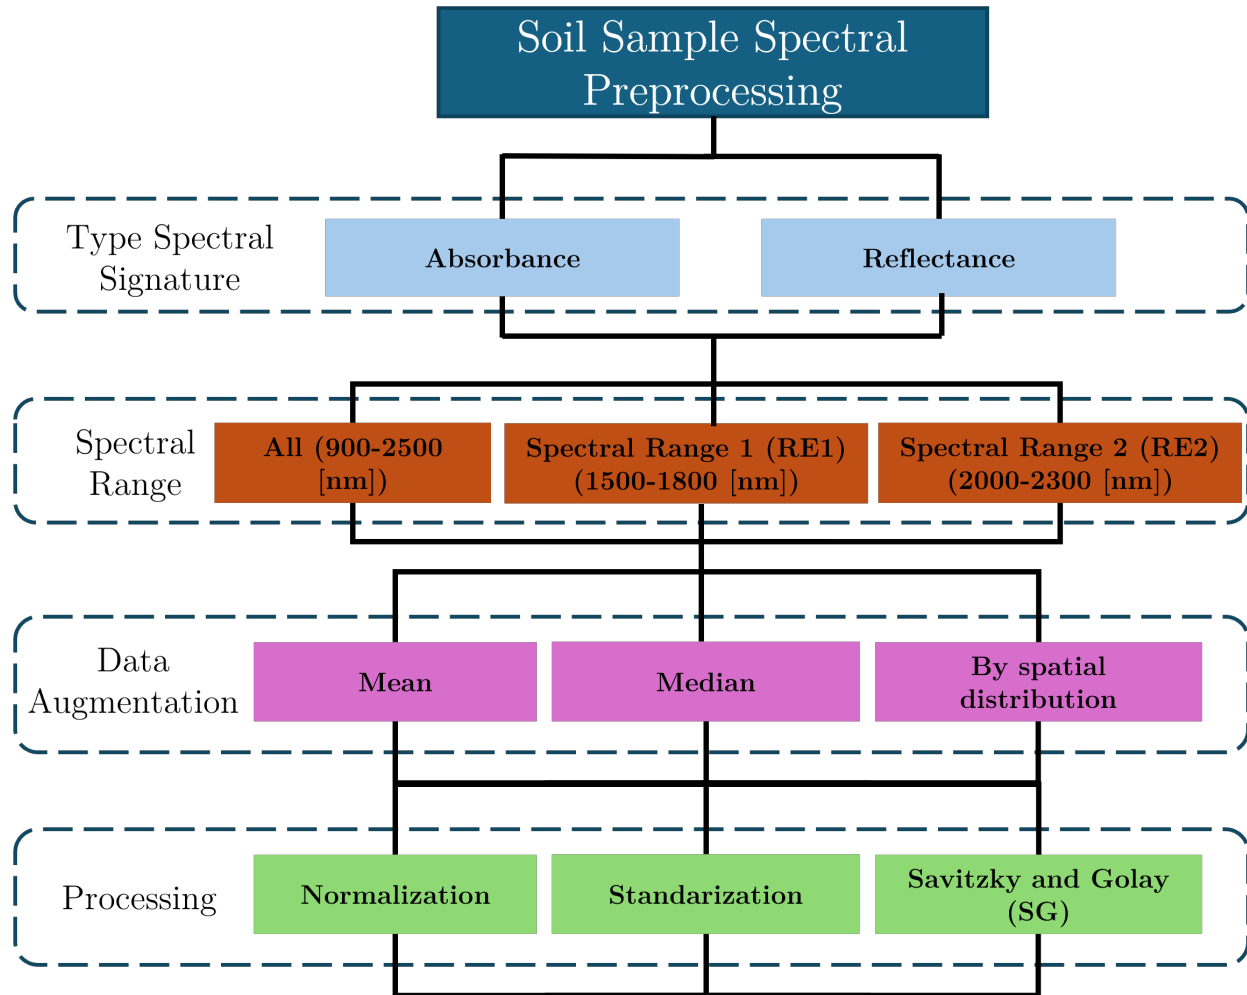 Soil Sample Spectral
Preprocessing
Type Spectral
Signature
Absorbance
Reflectance
Spectral
Range
All (900-2500
[nm])
Spectral Range 1 (RE1)
(1500-1800 [nm])
Spectral Range 2 (RE2)
(2000-2300 [nm])
Data
Augmentation
Mean
Median
By spatial
distribution
Processing
Normalization
Standarization
Savitzky and Golay
(SG)